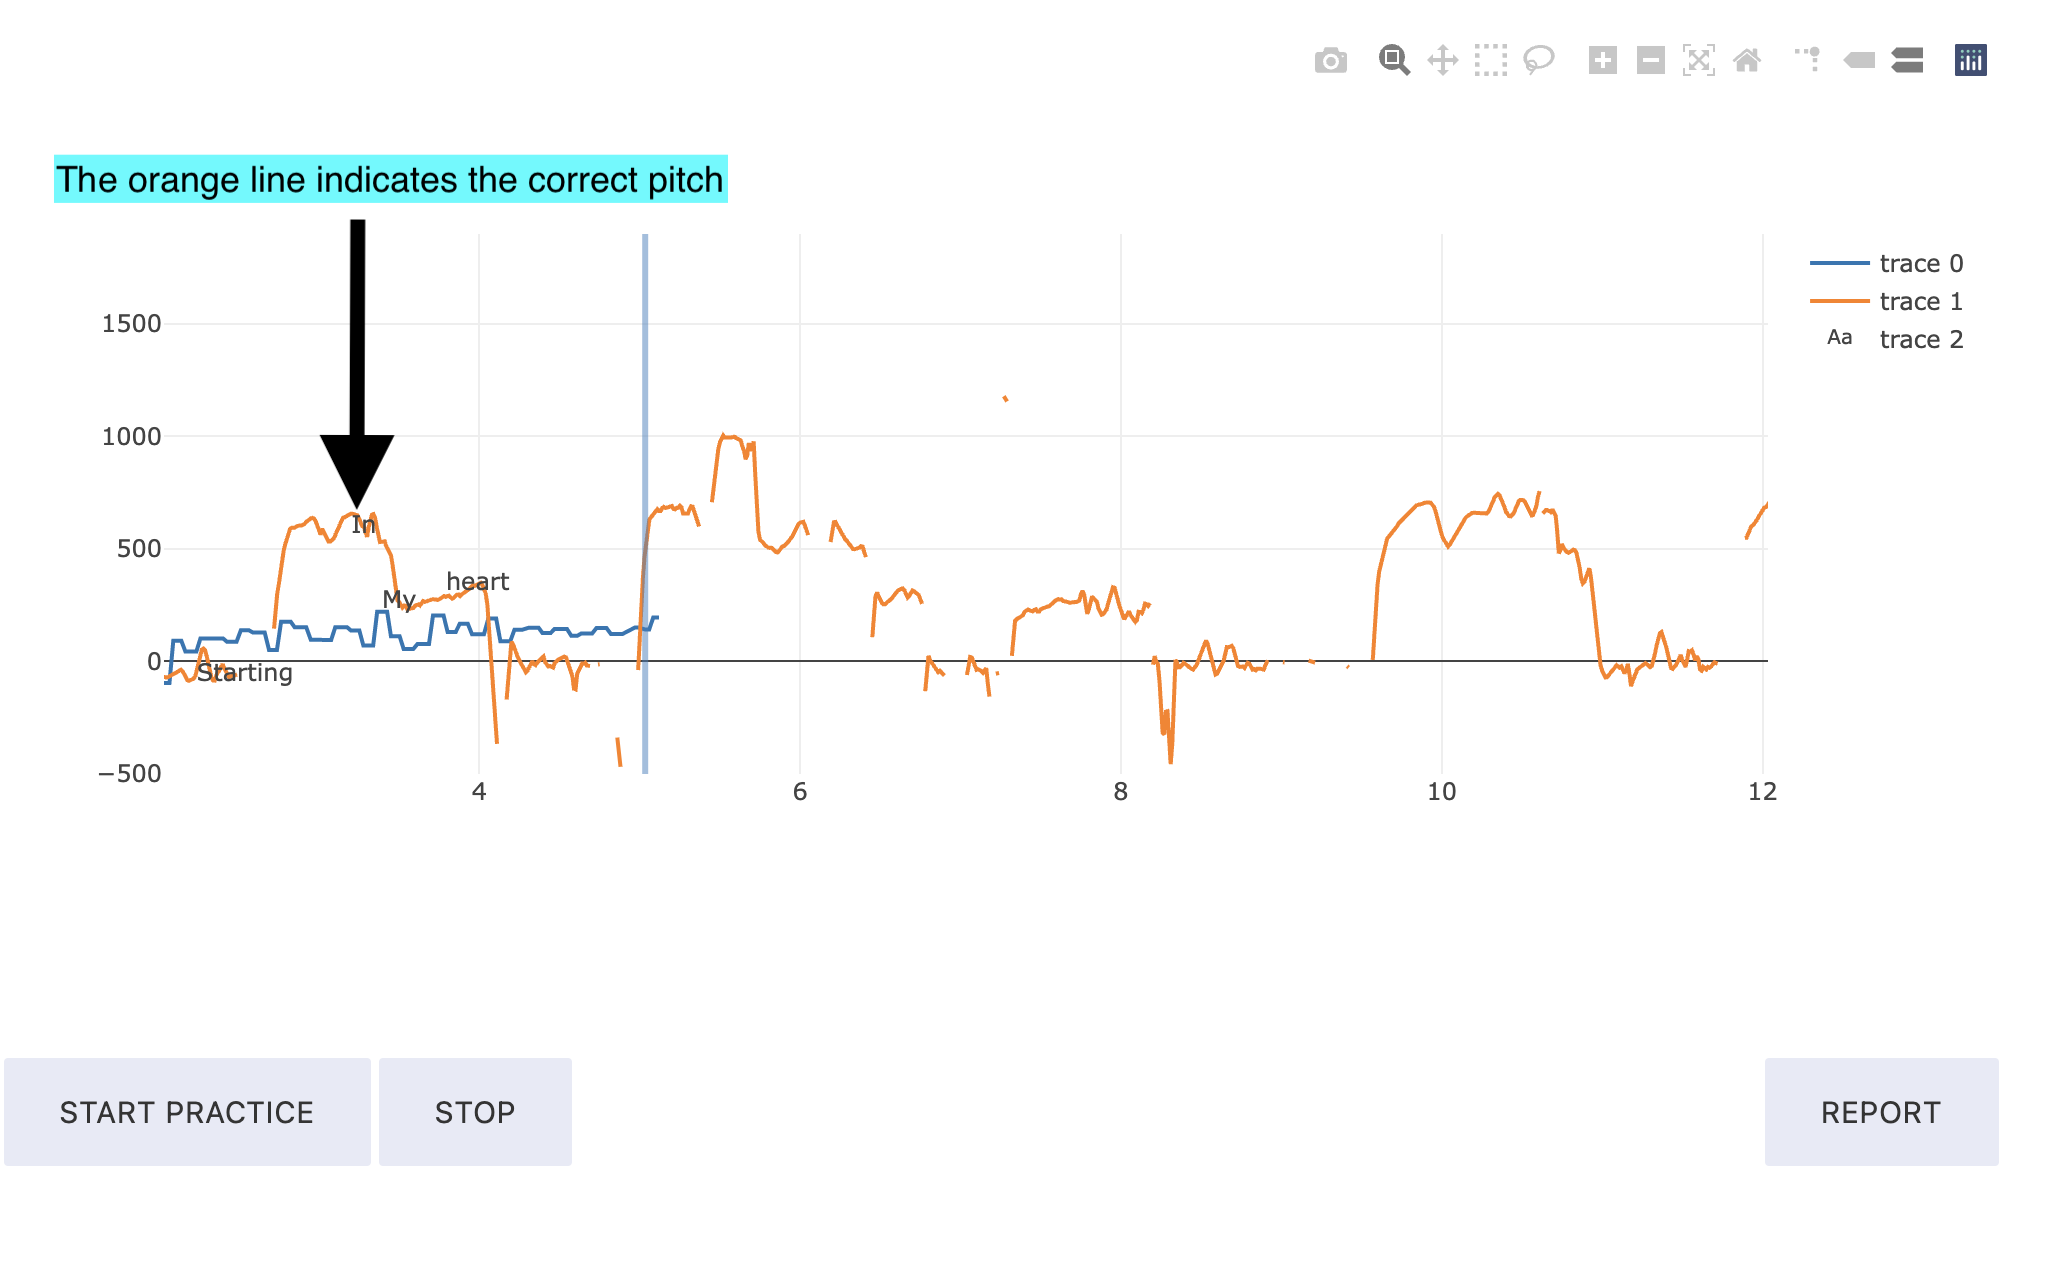 The orange line indicates the correct pitch
trace 0
trace 1
Aa trace 2
1500
1000
500
0
−500
In
heart
My
Starting
4 6 8 10 12
START PRACTICE STOP REPORT